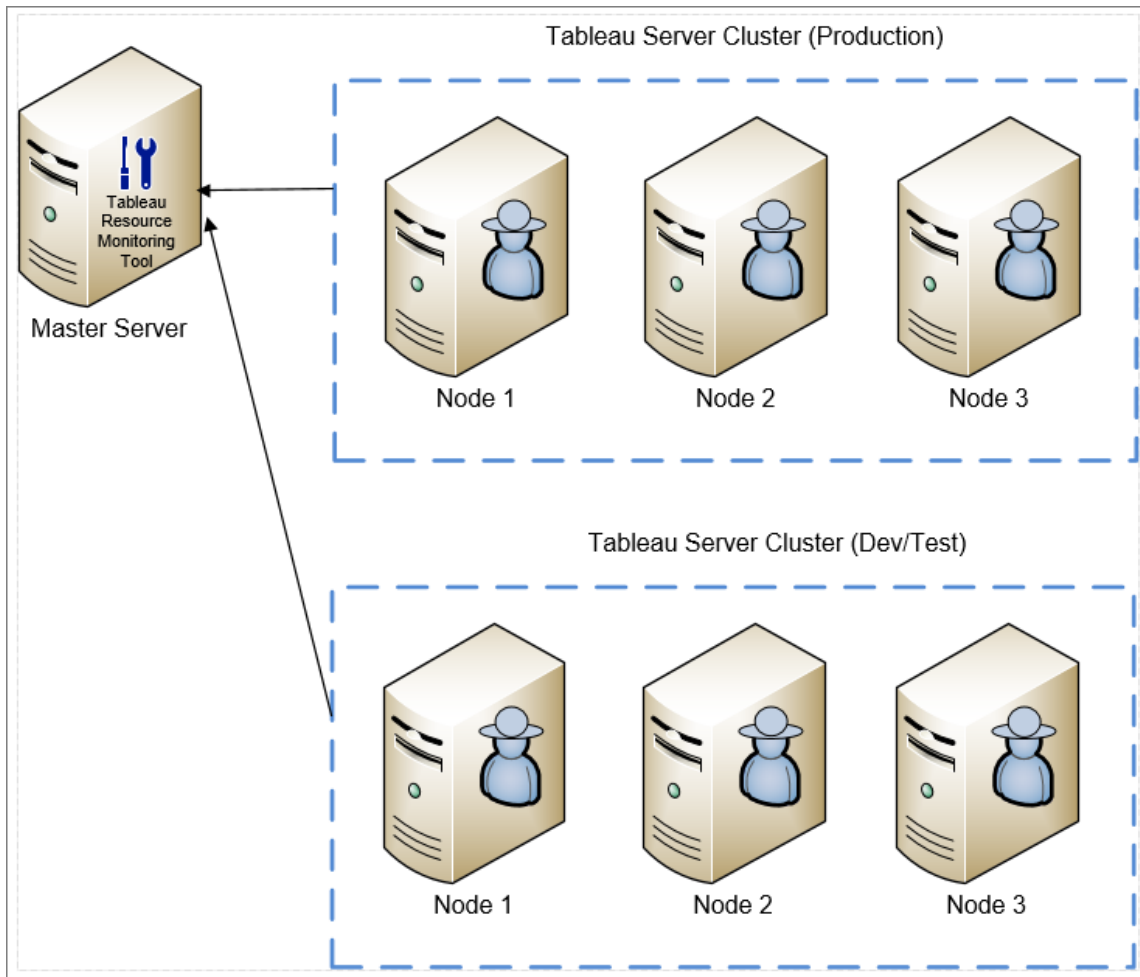 Tableau Server Cluster (Production)
Tableau
Resource
Monitoring
Tool
Master Server
Node 1
Node 2
Node 3
Tableau Server Cluster (Dev/Test)
Node 1
Node 2
Node 3